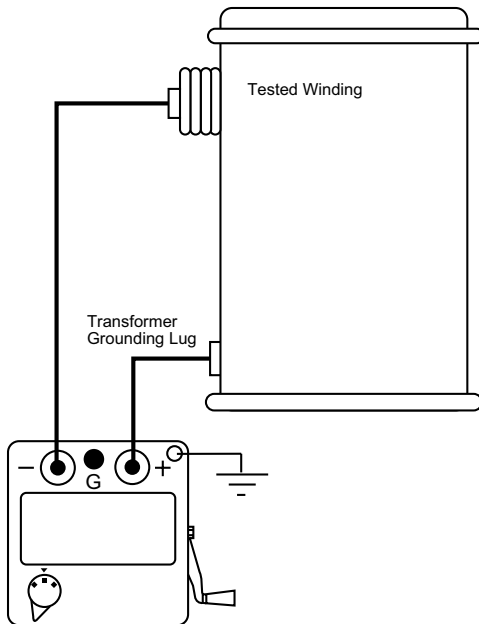 Tested Winding
Transformer
Grounding Lug
− G +